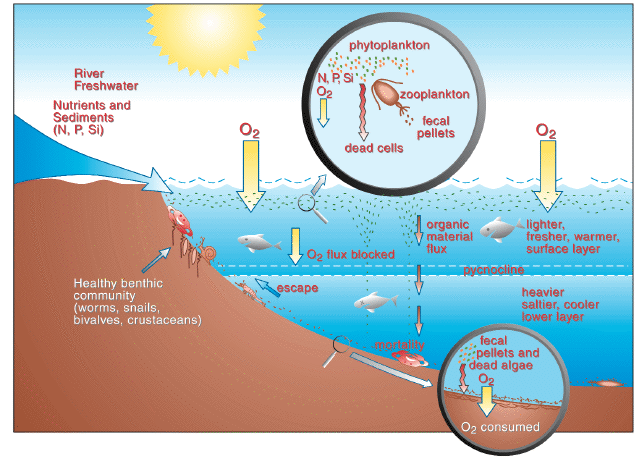 River
Freshwater
Nutrients and
Sediments
(N, P, Si)
O2
phytoplankton
N, P, Si
O2
zooplankton
fecal
pellets
dead cells
O2
O2 flux blocked
organic
material
flux
lighter,
fresher, warmer,
surface layer
pycnocline
escape
heavier
saltier, cooler
lower layer
Healthy benthic
community
(worms, snails,
bivalves, crustaceans)
mortality
fecal
pellets and
dead algae
O2
O2 consumed